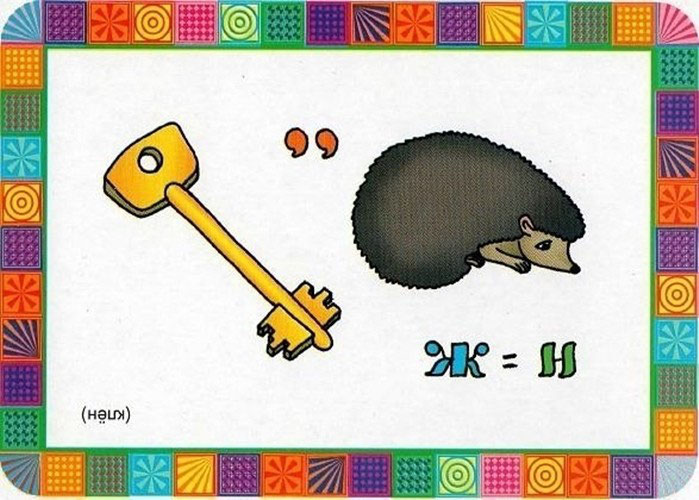 ,,
Ж = Н
(клён)